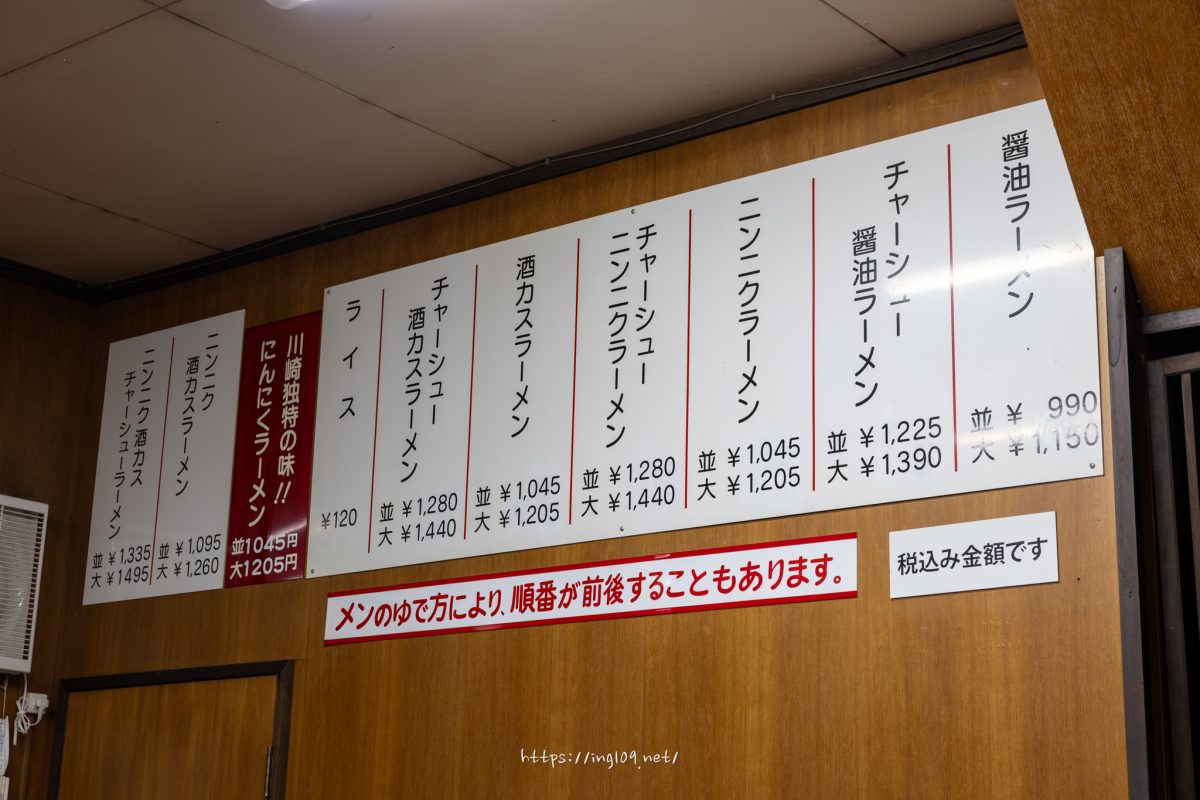 醤油ラーメン
並 ¥ 990
大 ¥1,150
チャーシュー
醤油ラーメン
並 ¥1,225
大 ¥1,390
ニンニクラーメン
並 ¥1,045
大 ¥1,205
チャーシュー
ニンニクラーメン
並 ¥1,280
大 ¥1,440
酒カスラーメン
並 ¥1,045
大 ¥1,205
チャーシュー
酒カスラーメン
並 ¥1,280
大 ¥1,440
ライス
¥120
川崎独特の味!!
にんにくラーメン
並1045円
大1205円
ニンニク
酒カスラーメン
並 ¥1,095
大 ¥1,260
ニンニク酒カス
チャーシューラーメン
並 ¥1,335
大 ¥1495
メンのゆで方により、順番が前後することもあります。
税込み金額です
https://ing109.net/